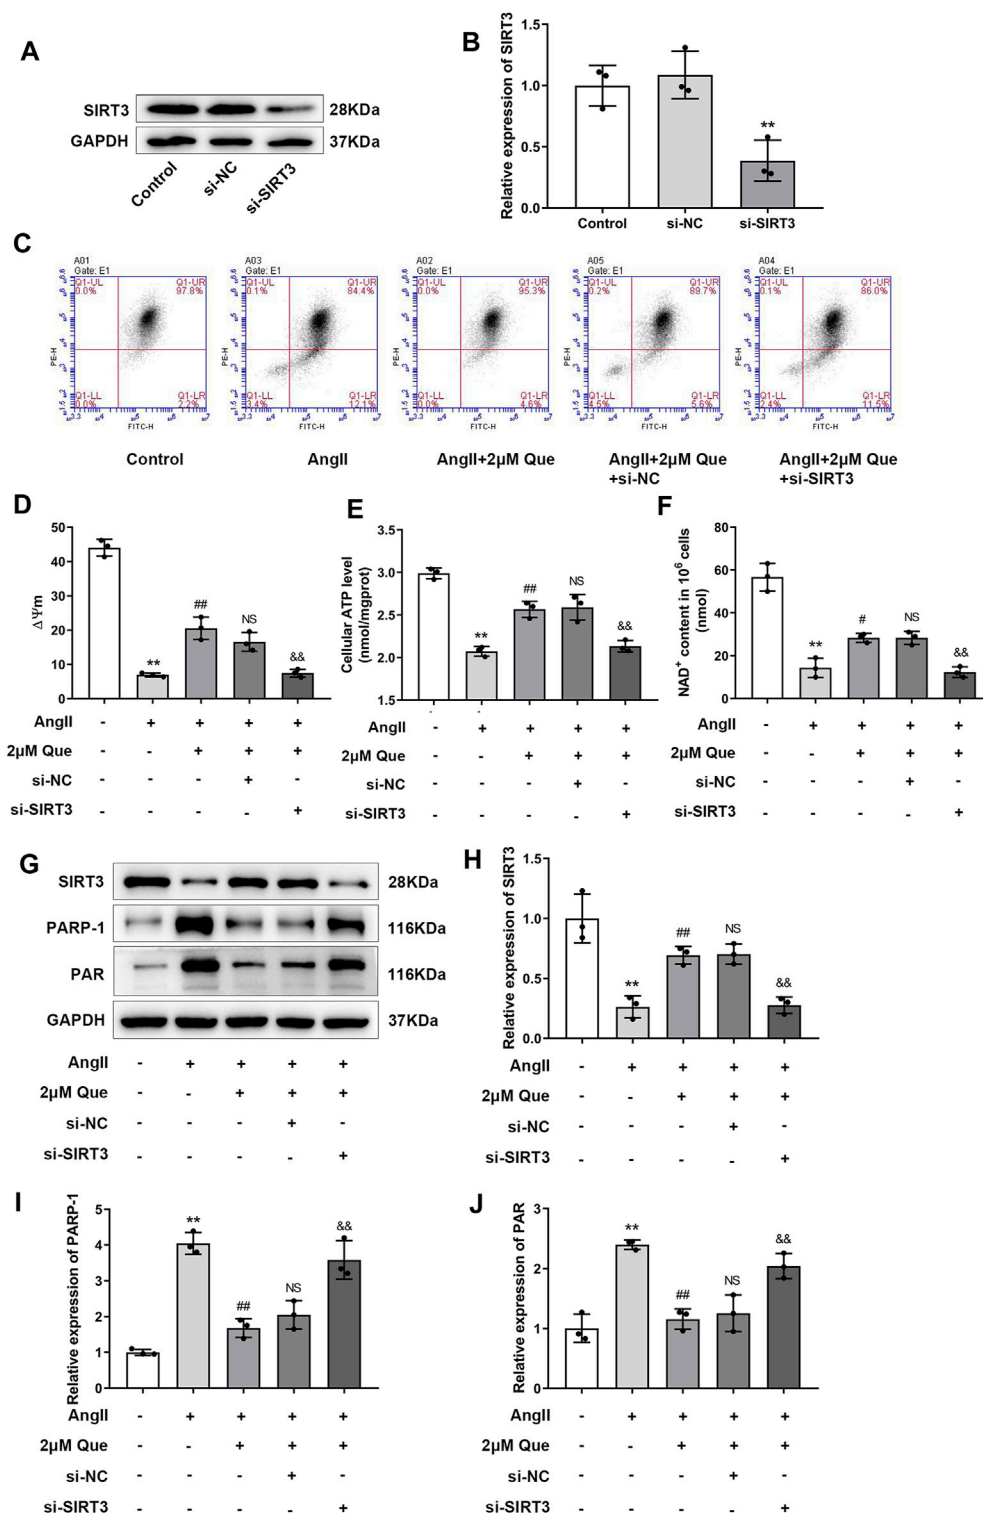 A
SIRT3
28KDa
GAPDH
37KDa
Control
si-NC
si-SIRT3
B
Relative expression of SIRT3
1.5
1.0
0.5
0.0
**
Control si-NC si-SIRT3
C
A01
Gate: E1
Q1-UL
0.0%
Q1-UR
97.8%
Q1-LL
0.0%
Q1-LR
2.2%
PE-H
FITC-H
Control
A03
Gate: E1
Q1-UL
0.1%
Q1-UR
84.4%
Q1-LL
3.4%
Q1-LR
12.1%
PE-H
FITC-H
AngII
A02
Gate: E1
Q1-UL
0.0%
Q1-UR
95.3%
Q1-LL
0.0%
Q1-LR
4.6%
PE-H
FITC-H
AngII+2μM Que
A05
Gate: E1
Q1-UL
0.2%
Q1-UR
89.7%
Q1-LL
4.5%
Q1-LR
5.6%
PE-H
FITC-H
AngII+2μM Que
+si-NC
A04
Gate: E1
Q1-UL
0.1%
Q1-UR
86.0%
Q1-LL
2.4%
Q1-LR
11.5%
PE-H
FITC-H
AngII+2μM Que
+si-SIRT3
D
ΔΨm
50
40
30
20
10
0
** ## NS &&
AngII - + + + +
2μM Que - - + + +
si-NC - - - + -
si-SIRT3 - - - - +
E
Cellular ATP level
(nmol/mgprot)
3.5
3.0
2.5
2.0
1.5
** ## NS &&
AngII - + + + +
2μM Que - - + + +
si-NC - - - + -
si-SIRT3 - - - - +
F
NAD+ content in 10⁶ cells
(nmol)
80
60
40
20
0
** # NS &&
AngII - + + + +
2μM Que - - + + +
si-NC - - - + -
si-SIRT3 - - - - +
G
SIRT3 28KDa
PARP-1 116KDa
PAR 116KDa
GAPDH 37KDa
AngII - + + + +
2μM Que - - + + +
si-NC - - - + -
si-SIRT3 - - - - +
H
Relative expression of SIRT3
1.5
1.0
0.5
0.0
** ## NS &&
AngII - + + + +
2μM Que - - + + +
si-NC - - - + -
si-SIRT3 - - - - +
I
Relative expression of PARP-1
5
4
3
2
1
0
** ## NS &&
AngII - + + + +
2μM Que - - + + +
si-NC - - - + -
si-SIRT3 - - - - +
J
Relative expression of PAR
3
2
1
0
** ## NS &&
AngII - + + + +
2μM Que - - + + +
si-NC - - - + -
si-SIRT3 - - - - +